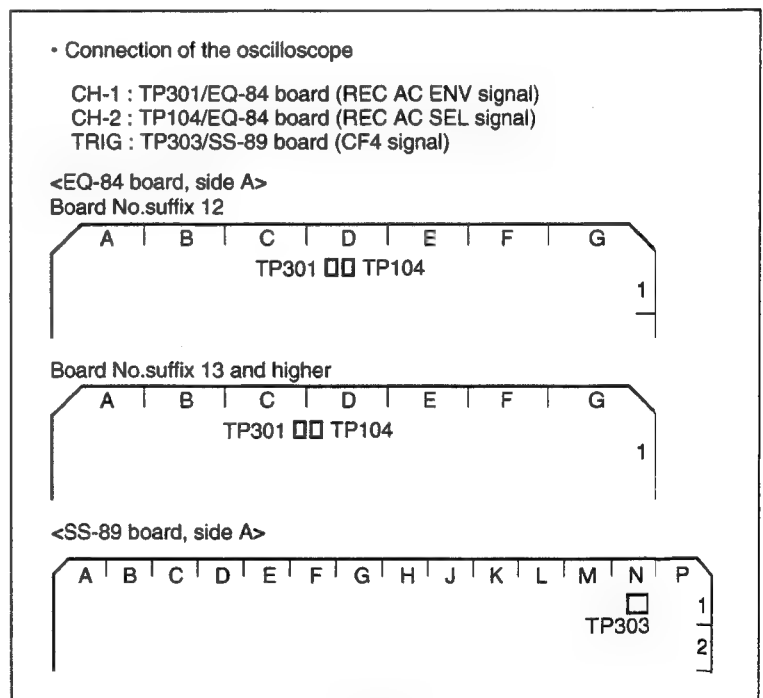 • Connection of the oscilloscope
CH-1 : TP301/EQ-84 board (REC AC ENV signal)
CH-2 : TP104/EQ-84 board (REC AC SEL signal)
TRIG : TP303/SS-89 board (CF4 signal)
<EQ-84 board, side A>
Board No.suffix 12
A B C D E F G
TP301 TP104
1
Board No.suffix 13 and higher
A B C D E F G
TP301 TP104
1
<SS-89 board, side A>
A B C D E F G H J K L M N P
1
TP303
2